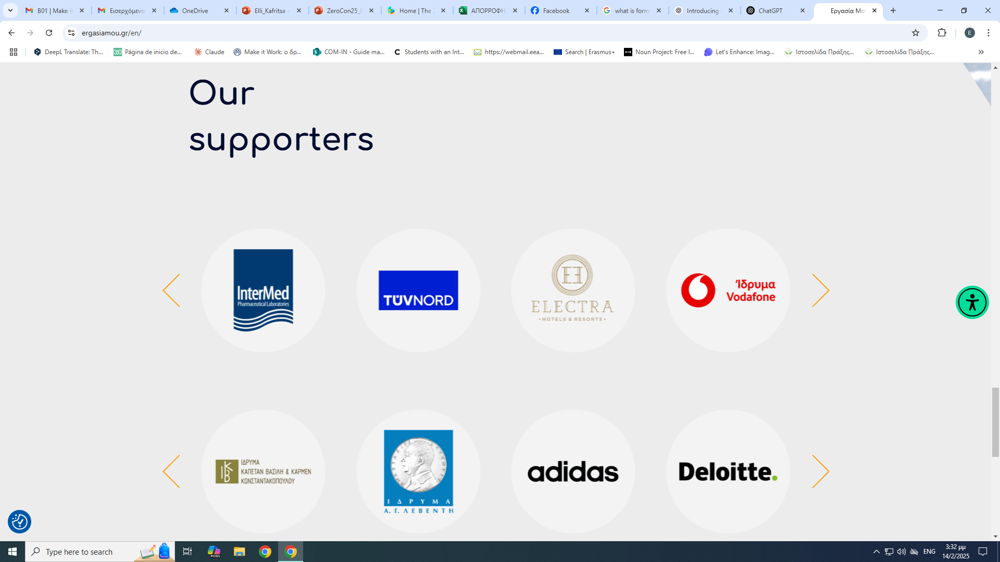 B01 | Make it
Εισερχόμενα
OneDrive
Elli_Kafritsa -
ZeroCon25_P
Home | The Z
ΑΠΟΡΡΟΦΗ
Facebook
what is form
Introducing
ChatGPT
Εργασία Μο
ergasiamou.gr/en/
E
DeepL Translate: Th...
Página de inicio de...
Claude
Make it Work: ο δρ...
COM-IN - Guide ma...
Students with an Int...
https://webmail.eea...
Search | Erasmus+
Noun Project: Free I...
Let's Enhance: Imag...
Ιστοσελίδα Πράξης...
Ιστοσελίδα Πράξης...
Our
supporters
InterMed
Pharmaceutical Laboratories
TÜVNORD
ELECTRA
• HOTELS & RESORTS •
Ίδρυμα
Vodafone
ΙΔΡΥΜΑ
ΚΑΠΕΤΑΝ ΒΑΣΙΛΗ & ΚΑΡΜΕΝ
ΚΩΝΣΤΑΝΤΑΚΟΠΟΥΛΟΥ
ΙΔΡΥΜΑ
Α. Γ. ΛΕΒΕΝΤΗ
adidas
Deloitte.
Type here to search
M365
ENG
3:32 μμ
14/2/2025